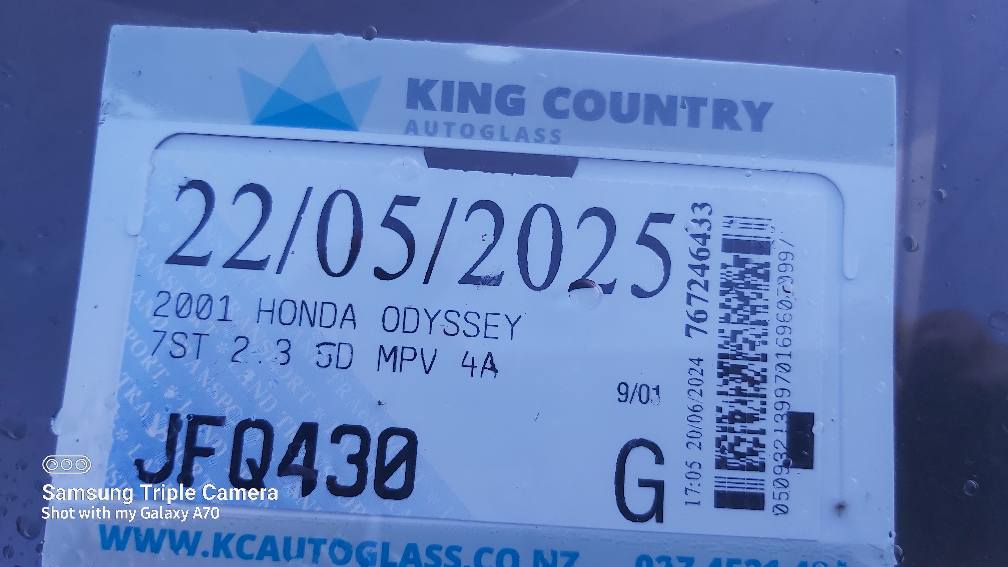 KING COUNTRY
AUTOGLASS
22/05/2025
2001 HONDA ODYSSEY
7ST 2.3 5D MPV 4A
9/01
JFQ430
G
17:05 20/06/2024 767246433
WWW.KCAUTOGLASS.CO.NZ
Samsung Triple Camera
Shot with my Galaxy A70